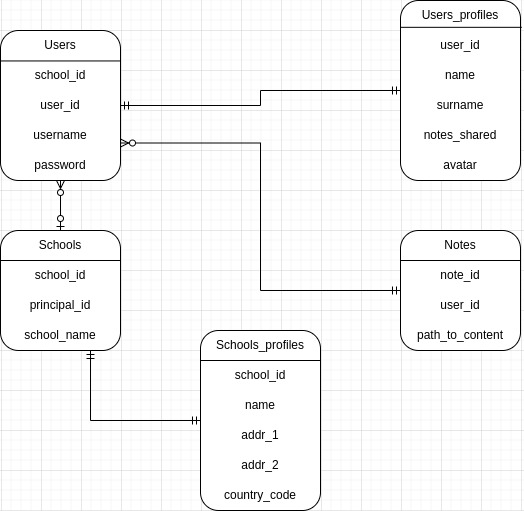 Users
school_id
user_id
username
password
Users_profiles
user_id
name
surname
notes_shared
avatar
Schools
school_id
principal_id
school_name
Notes
note_id
user_id
path_to_content
Schools_profiles
school_id
name
addr_1
addr_2
country_code